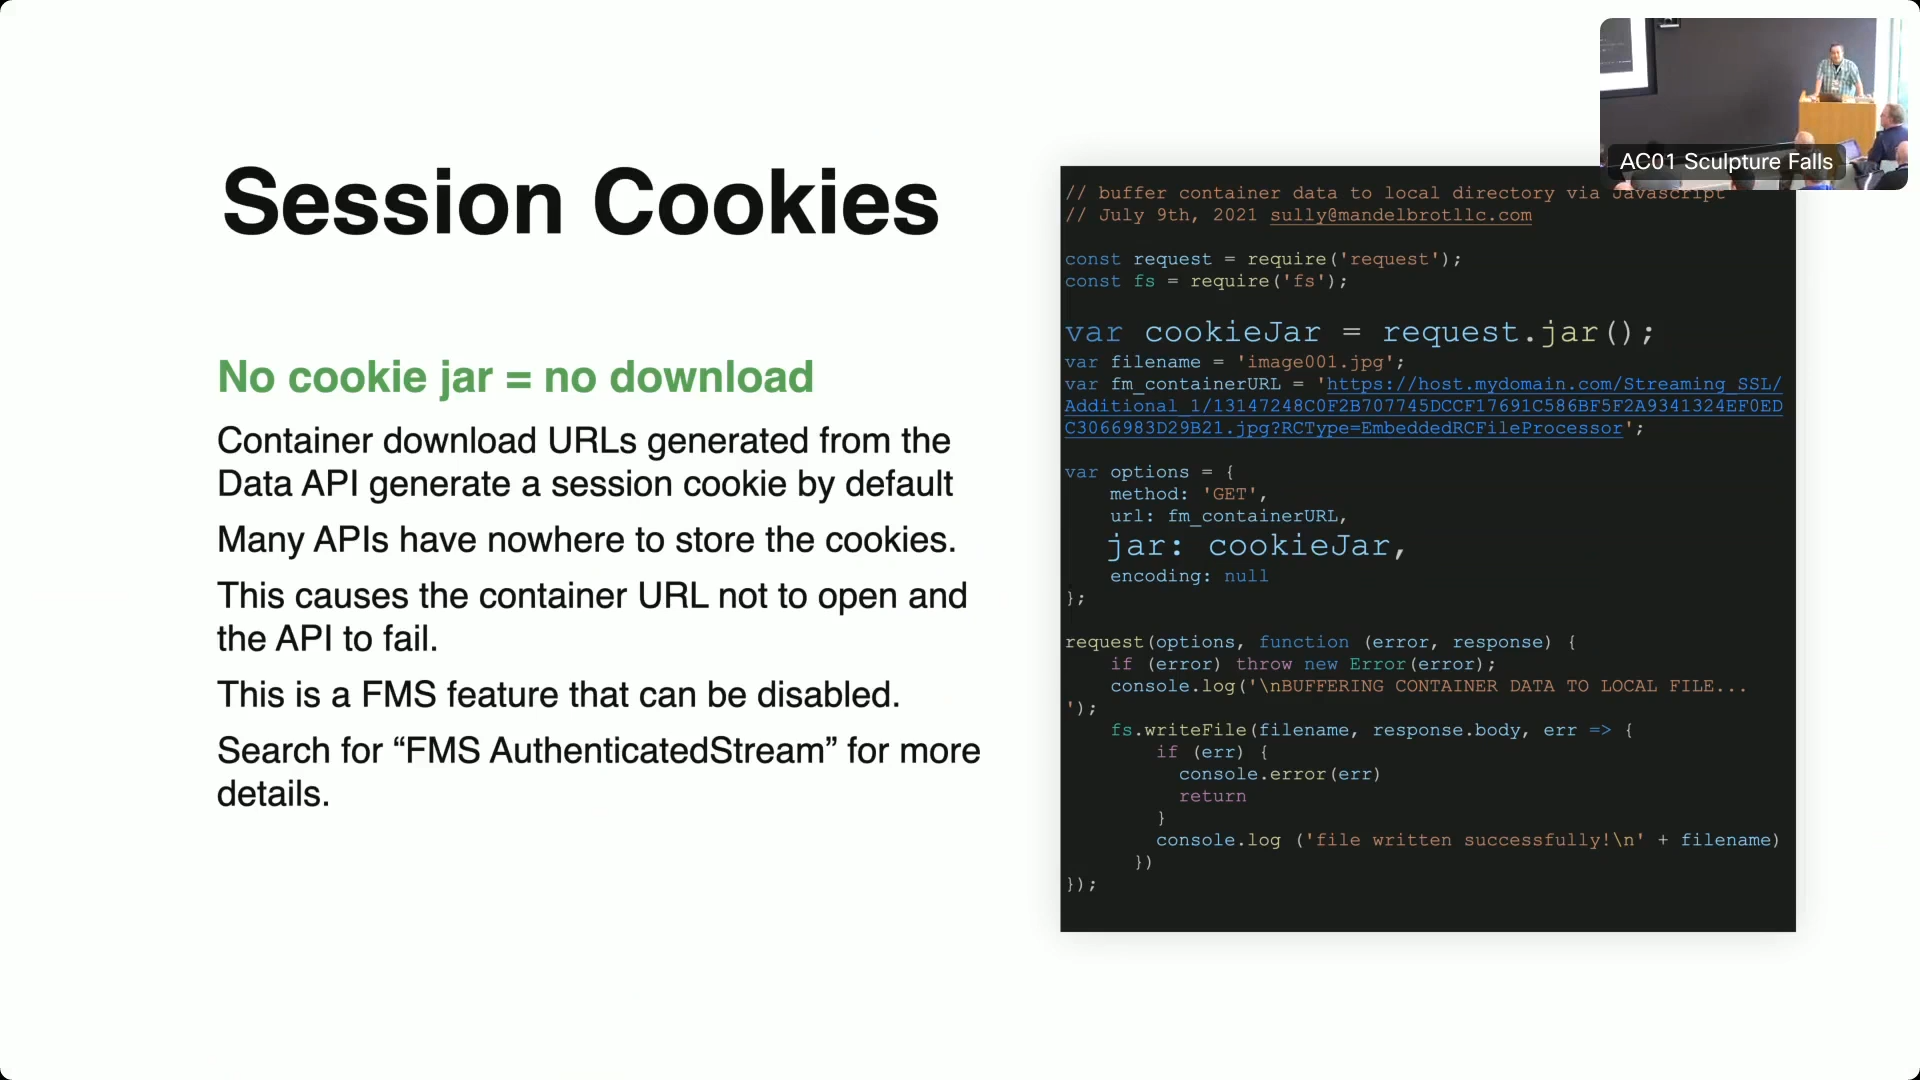 AC01 Sculpture Falls
Session Cookies
No cookie jar = no download
Container download URLs generated from the
Data API generate a session cookie by default
Many APIs have nowhere to store the cookies.
This causes the container URL not to open and
the API to fail.
This is a FMS feature that can be disabled.
Search for “FMS AuthenticatedStream” for more
details.
// buffer container data to local directory via Javascript
// July 9th, 2021 sully@mandelbrotllc.com
const request = require('request');
const fs = require('fs');
var cookieJar = request.jar();
var filename = 'image001.jpg';
var fm_containerURL = 'https://host.mydomain.com/Streaming_SSL/
Additional_1/13147248C0F2B707745DCCF17691C586BF5F2A9341324EF0ED
C3066983D29B21.jpg?RCType=EmbeddedRCFileProcessor';
var options = {
    method: 'GET',
    url: fm_containerURL,
    jar: cookieJar,
    encoding: null
};
request(options, function (error, response) {
    if (error) throw new Error(error);
    console.log('\nBUFFERING CONTAINER DATA TO LOCAL FILE...
');
    fs.writeFile(filename, response.body, err => {
        if (err) {
          console.error(err)
          return
        }
        console.log ('file written successfully!\n' + filename)
      })
});